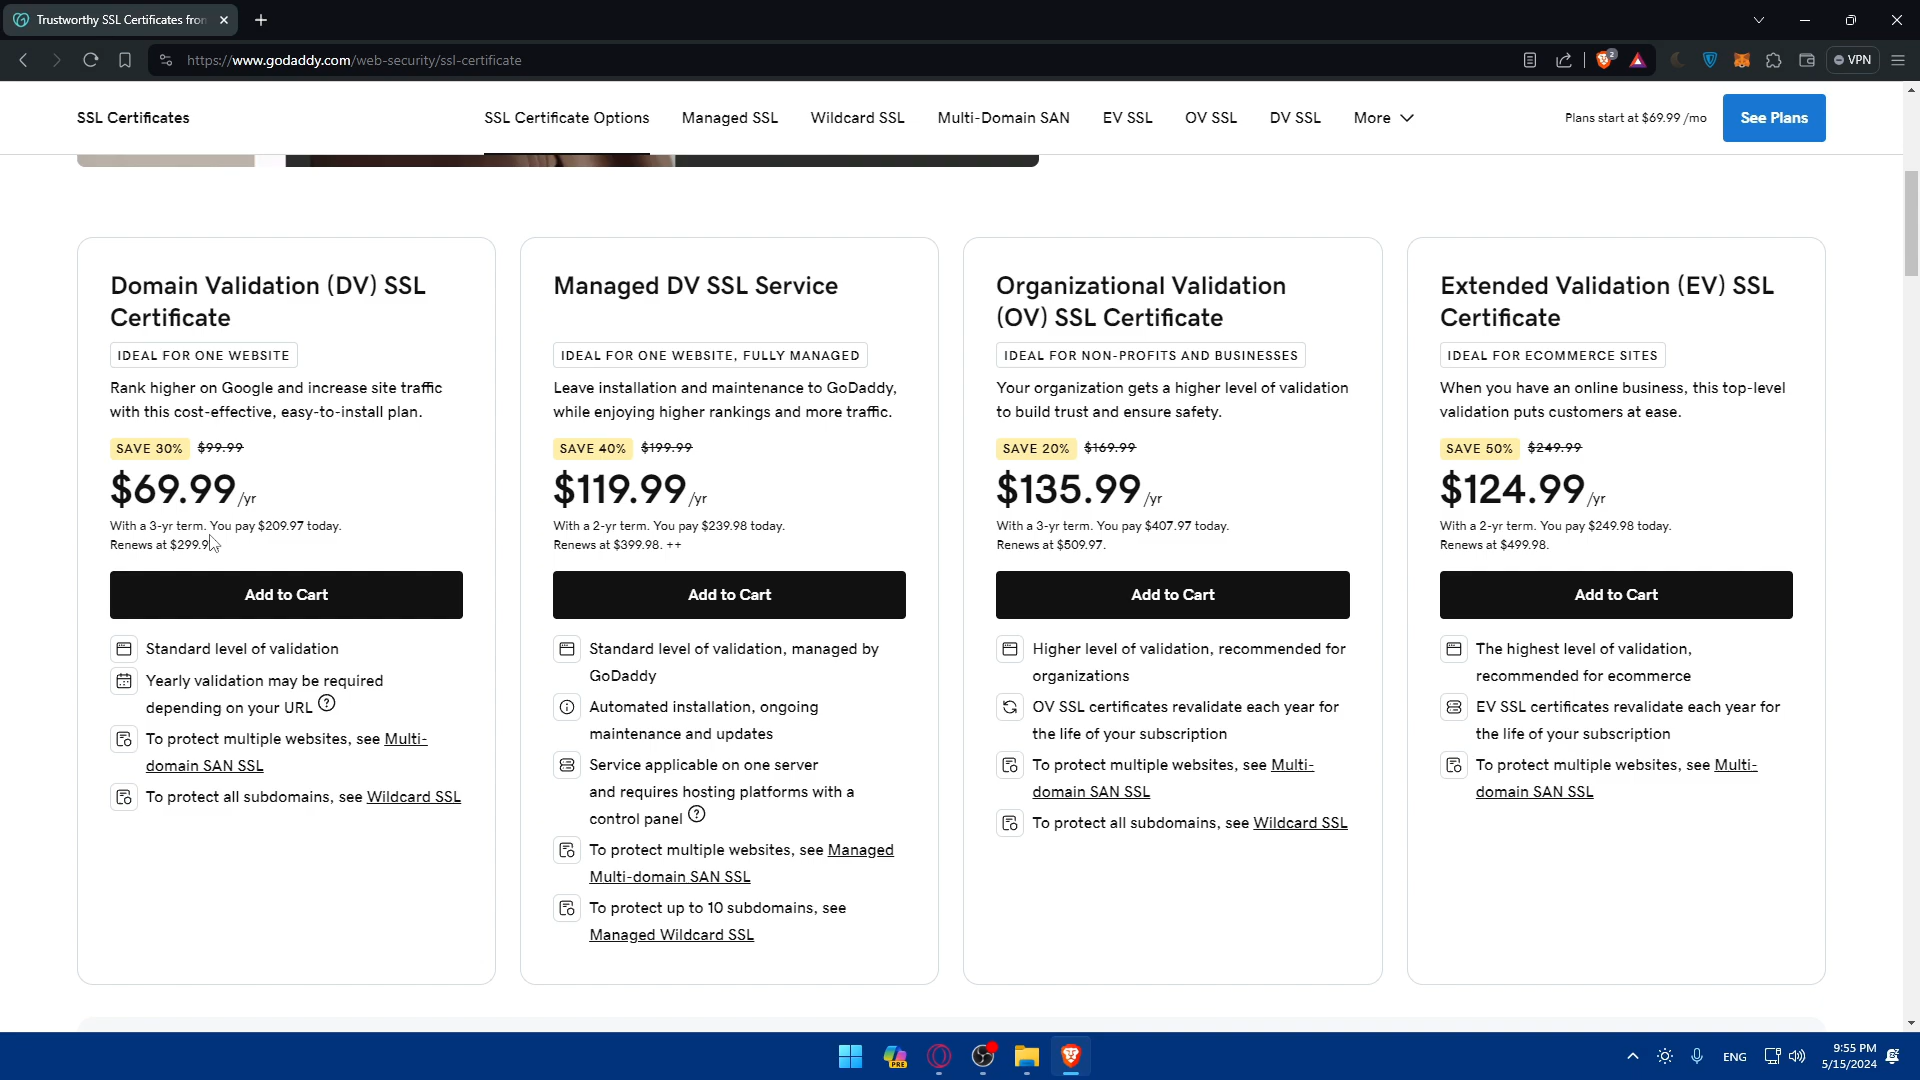 Trustworthy SSL Certificates from
https://www.godaddy.com/web-security/ssl-certificate
2
VPN
SSL Certificates
SSL Certificate Options
Managed SSL
Wildcard SSL
Multi-Domain SAN
EV SSL
OV SSL
DV SSL
More
Plans start at $69.99 /mo
See Plans
Domain Validation (DV) SSL
Certificate
IDEAL FOR ONE WEBSITE
Rank higher on Google and increase site traffic
with this cost-effective, easy-to-install plan.
SAVE 30% $99.99
$69.99 /yr
With a 3-yr term. You pay $209.97 today.
Renews at $299.9
Add to Cart
Standard level of validation
Yearly validation may be required
depending on your URL
To protect multiple websites, see Multi-
domain SAN SSL
To protect all subdomains, see Wildcard SSL
Managed DV SSL Service
IDEAL FOR ONE WEBSITE, FULLY MANAGED
Leave installation and maintenance to GoDaddy,
while enjoying higher rankings and more traffic.
SAVE 40% $199.99
$119.99 /yr
With a 2-yr term. You pay $239.98 today.
Renews at $399.98. ++
Add to Cart
Standard level of validation, managed by
GoDaddy
Automated installation, ongoing
maintenance and updates
Service applicable on one server
and requires hosting platforms with a
control panel
To protect multiple websites, see Managed
Multi-domain SAN SSL
To protect up to 10 subdomains, see
Managed Wildcard SSL
Organizational Validation
(OV) SSL Certificate
IDEAL FOR NON-PROFITS AND BUSINESSES
Your organization gets a higher level of validation
to build trust and ensure safety.
SAVE 20% $169.99
$135.99 /yr
With a 3-yr term. You pay $407.97 today.
Renews at $509.97.
Add to Cart
Higher level of validation, recommended for
organizations
OV SSL certificates revalidate each year for
the life of your subscription
To protect multiple websites, see Multi-
domain SAN SSL
To protect all subdomains, see Wildcard SSL
Extended Validation (EV) SSL
Certificate
IDEAL FOR ECOMMERCE SITES
When you have an online business, this top-level
validation puts customers at ease.
SAVE 50% $249.99
$124.99 /yr
With a 2-yr term. You pay $249.98 today.
Renews at $499.98.
Add to Cart
The highest level of validation,
recommended for ecommerce
EV SSL certificates revalidate each year for
the life of your subscription
To protect multiple websites, see Multi-
domain SAN SSL
PRE
ENG
9:55 PM
5/15/2024